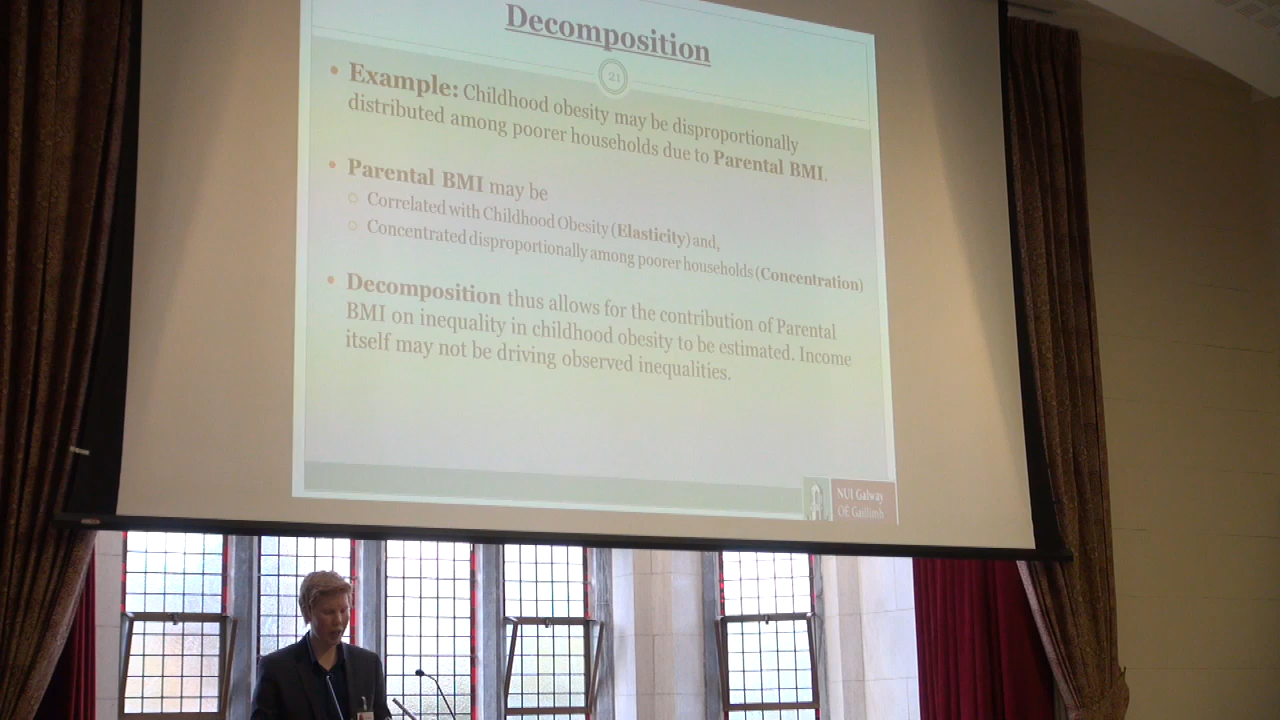 Decomposition
21
• Example: Childhood obesity may be disproportionally
distributed among poorer households due to Parental BMI.
• Parental BMI may be
○ Correlated with Childhood Obesity (Elasticity) and,
○ Concentrated disproportionally among poorer households (Concentration)
• Decomposition thus allows for the contribution of Parental
BMI on inequality in childhood obesity to be estimated. Income
itself may not be driving observed inequalities.
NUI Galway
OÉ Gaillimh